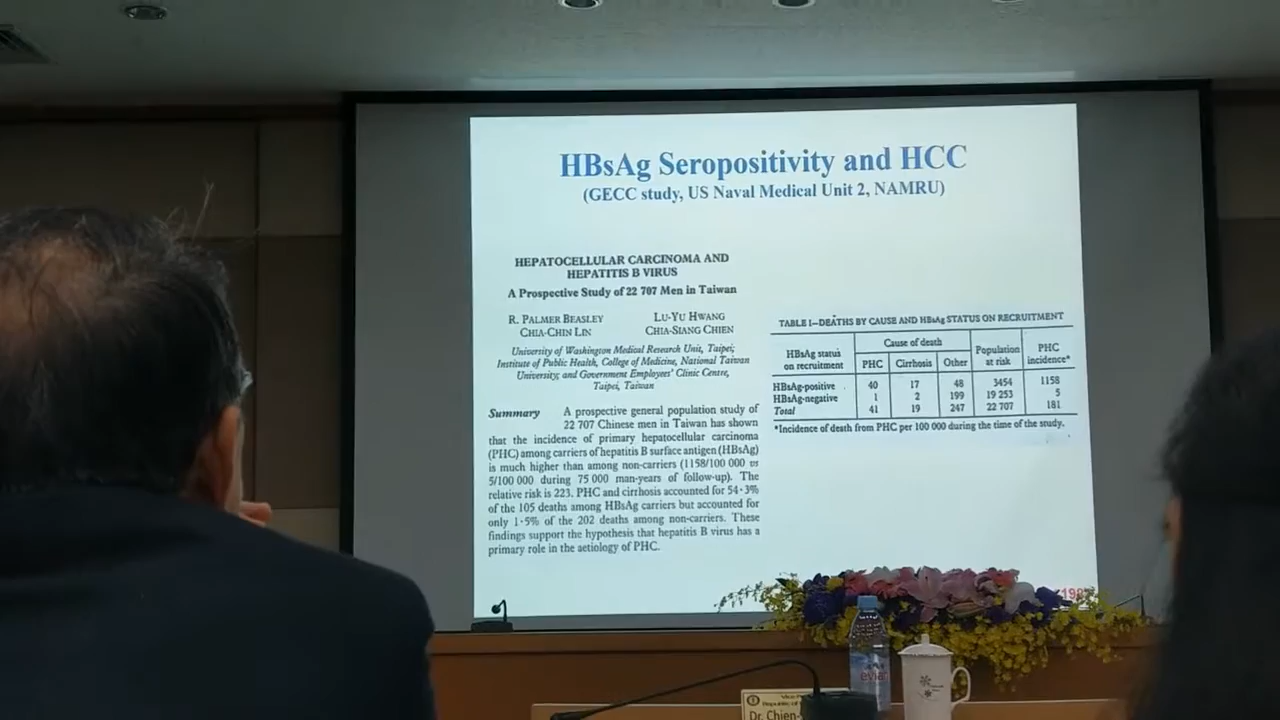 HBsAg Seropositivity and HCC
(GECC study, US Naval Medical Unit 2, NAMRU)
HEPATOCELLULAR CARCINOMA AND
HEPATITIS B VIRUS
A Prospective Study of 22 707 Men in Taiwan
R. PALMER BEASLEY LU-YU HWANG
CHIA-CHIN LIN CHIA-SIANG CHIEN
University of Washington Medical Research Unit, Taipei;
Institute of Public Health, College of Medicine, National Taiwan
University; and Government Employees' Clinic Centre,
Taipei, Taiwan
Summary A prospective general population study of
22 707 Chinese men in Taiwan has shown
that the incidence of primary hepatocellular carcinoma
(PHC) among carriers of hepatitis B surface antigen (HBsAg)
is much higher than among non-carriers (1158/100 000 vs
5/100 000 during 75 000 man-years of follow-up). The
relative risk is 223. PHC and cirrhosis accounted for 54·3%
of the 105 deaths among HBsAg carriers but accounted for
only 1·5% of the 202 deaths among non-carriers. These
findings support the hypothesis that hepatitis B virus has a
primary role in the aetiology of PHC.
TABLE I—DEATHS BY CAUSE AND HBsAg STATUS ON RECRUITMENT
HBsAg status on recruitment Cause of death Population at risk PHC incidence*
PHC Cirrhosis Other
HBsAg-positive 40 17 48 3454 1158
HBsAg-negative 1 2 199 19 253 5
Total 41 19 247 22 707 181
*Incidence of death from PHC per 100 000 during the time of the study.
198
evian
Republic of
Dr. Chien-